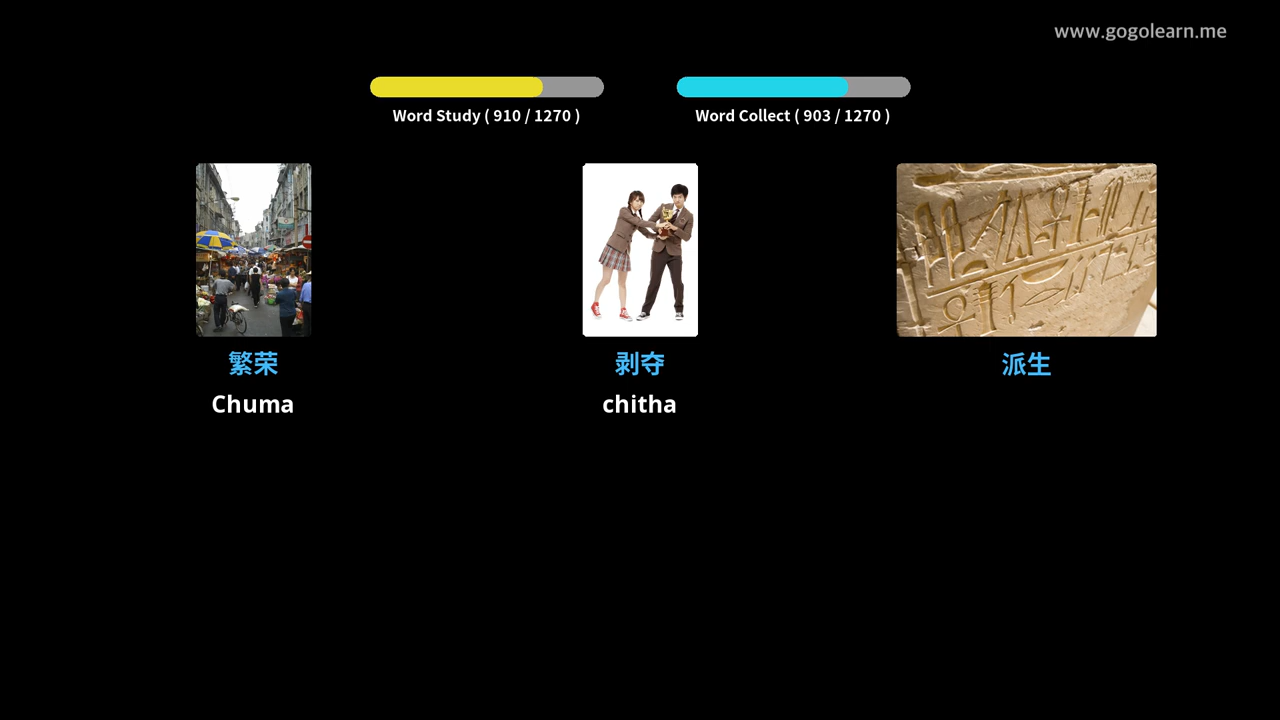 www.gogolearn.me
Word Study ( 910 / 1270 )
Word Collect ( 903 / 1270 )
繁荣
剥夺
派生
Chuma
chitha